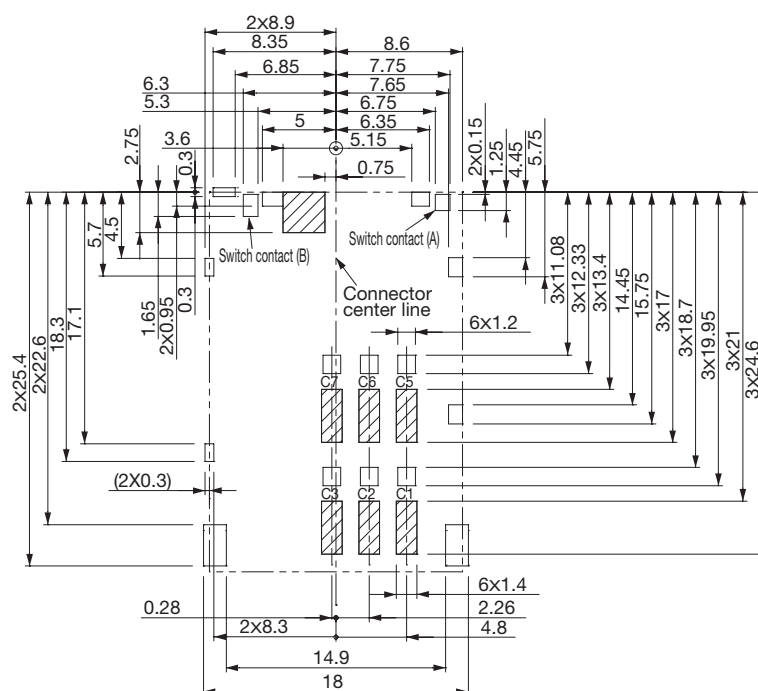 2X8.9
8.35
8.6
6.85
7.75
6.3
7.65
5.3
6.75
5
6.35
3.6
5.15
0.75
2.75
0.3
2X0.15
1.25
4.45
5.75
Switch contact (B)
Switch contact (A)
Connector
center line
5.7
4.5
0.3
1.65
2X0.95
18.3
17.1
2X22.6
2X25.4
3X11.08
3X12.33
3X13.4
14.45
15.75
3X17
3X18.7
3X19.95
3X21
3X24.6
6X1.2
C7 C6 C5
(2X0.3)
C3 C2 C1
6X1.4
0.28
2.26
2X8.3
4.8
14.9
18